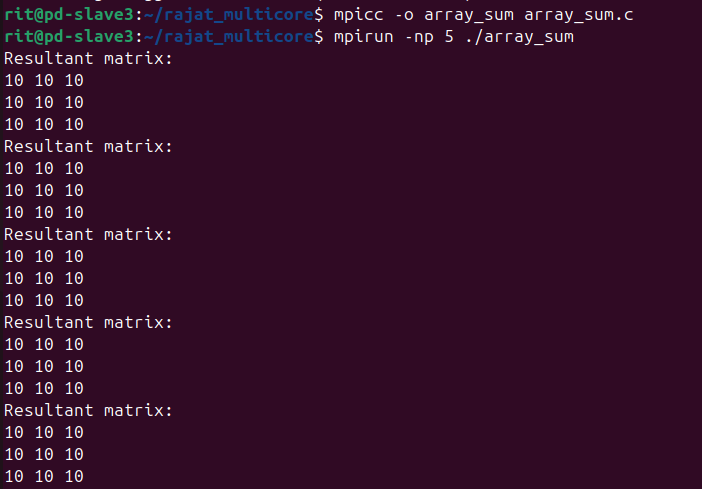 rit@pd-slave3:~/rajat_multicore$ mpicc -o array_sum array_sum.c
rit@pd-slave3:~/rajat_multicore$ mpirun -np 5 ./array_sum
Resultant matrix:
10 10 10
10 10 10
10 10 10
Resultant matrix:
10 10 10
10 10 10
10 10 10
Resultant matrix:
10 10 10
10 10 10
10 10 10
Resultant matrix:
10 10 10
10 10 10
10 10 10
Resultant matrix:
10 10 10
10 10 10
10 10 10